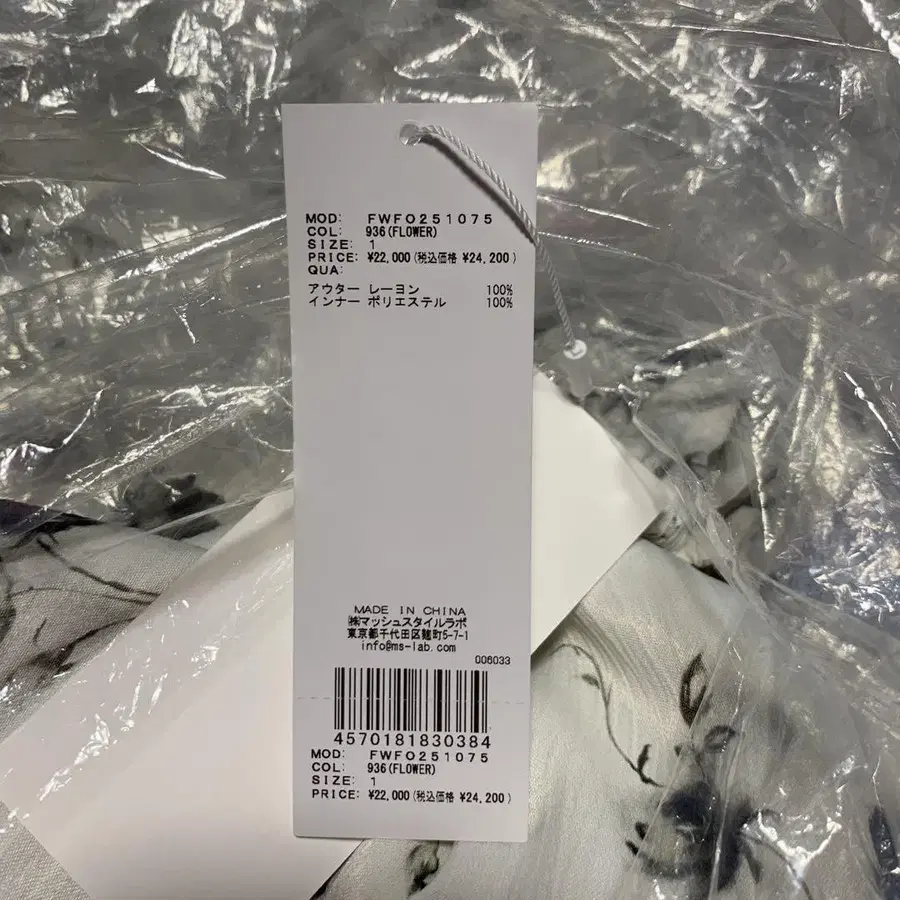 MOD: FWFO251075
COL: 936(FLOWER)
SIZE: 1
PRICE: ¥22,000(税込価格 ¥24,200)
QUA:
アウター レーヨン 100%
インナー ポリエステル 100%
MADE IN CHINA
㈱マッシュスタイルラボ
東京都千代田区麹町5-7-1
info@ms-lab.com
006033
4570181830384
MOD: FWFO251075
COL: 936(FLOWER)
SIZE: 1
PRICE: ¥22,000(税込価格 ¥24,200)